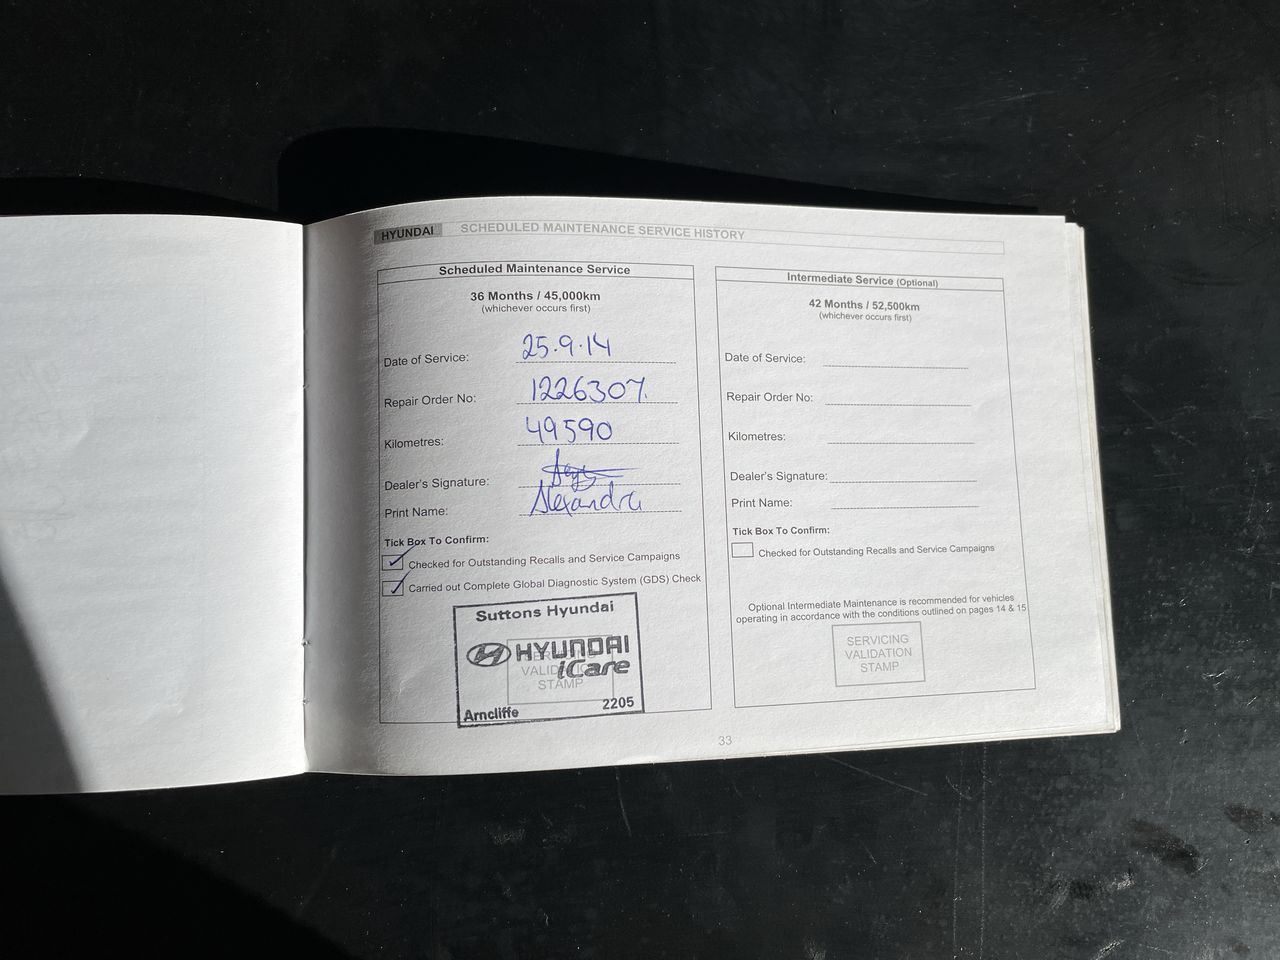 HYUNDAI SCHEDULED MAINTENANCE SERVICE HISTORY
Scheduled Maintenance Service
36 Months / 45,000km
(whichever occurs first)
Date of Service: 25.9.14
Repair Order No: 1226307.
Kilometres: 49590
Dealer's Signature:
Print Name: Alexandra
Tick Box To Confirm:
Checked for Outstanding Recalls and Service Campaigns
Carried out Complete Global Diagnostic System (GDS) Check
Suttons Hyundai
HYUNDAI
iCare
VALIDATION
STAMP
Arncliffe 2205
Intermediate Service (Optional)
42 Months / 52,500km
(whichever occurs first)
Date of Service:
Repair Order No:
Kilometres:
Dealer's Signature:
Print Name:
Tick Box To Confirm:
Checked for Outstanding Recalls and Service Campaigns
Optional Intermediate Maintenance is recommended for vehicles
operating in accordance with the conditions outlined on pages 14 & 15
SERVICING
VALIDATION
STAMP
33